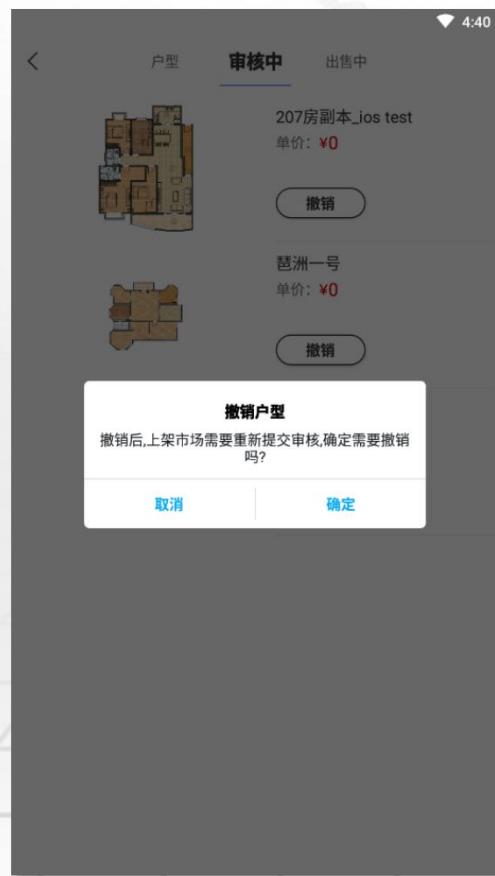 4:40
户型 审核中 出售中
207房副本_ios test
单价: ¥0
撤销
琶洲一号
单价: ¥0
撤销
撤销户型
撤销后,上架市场需要重新提交审核,确定需要撤销
吗?
取消 确定